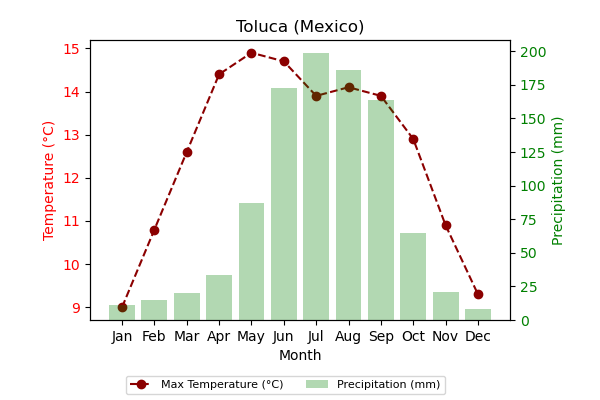 Toluca (Mexico)
15
14
13
12
11
10
9
Temperature (°C)
200
175
150
125
100
75
50
25
0
Precipitation (mm)
Jan Feb Mar Apr May Jun Jul Aug Sep Oct Nov Dec
Month
Max Temperature (°C) Precipitation (mm)